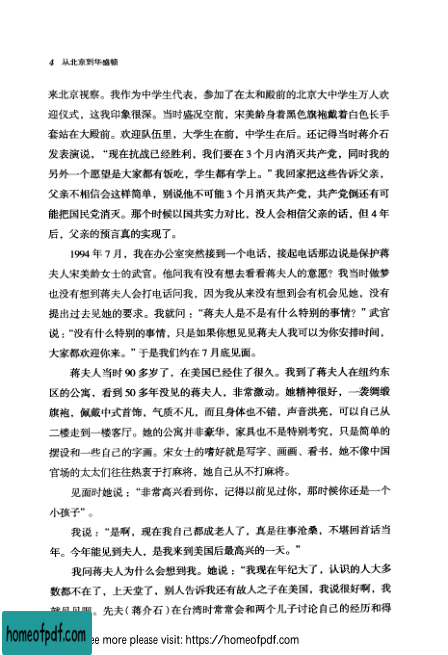 4 从北京到华盛顿
来北京视察。我作为中学生代表，参加了在太和殿前的北京大中学生万人欢
迎仪式，这我印象很深。当时盛况空前，宋美龄身着黑色旗袍戴着白色长手
套站在大殿前。欢迎队伍里，大学生在前，中学生在后。还记得当时蒋介石
发表演说，“现在抗战已经胜利，我们要在 3 个月内消灭共产党，同时我的
另外一个愿望是大家都有饭吃，学生都有学上。”我回家把这些告诉父亲，
父亲不相信会这样简单，别说他不可能 3 个月消灭共产党，共产党倒还有可
能把国民党消灭。那个时候以国共实力对比，没人会相信父亲的话，但 4 年
后，父亲的预言真的实现了。
1994 年 7 月，我在办公室突然接到一个电话，接起电话那边说是保护蒋
夫人宋美龄女士的武官。他问我有没有想去看看蒋夫人的意愿？我当时做梦
也没有想到蒋夫人会打电话问我，因为我从来没有想到会有机会见她，没有
提出过去见她的要求。我就问：“蒋夫人是不是有什么特别的事情？”武官
说：“没有什么特别的事情，只是如果你想见见蒋夫人我可以为你安排时间，
大家都欢迎你来。”于是我们约在 7 月底见面。
蒋夫人当时 90 多岁了，在美国已经住了很久。我到了蒋夫人在纽约东
区的公寓，看到 50 多年没见的蒋夫人，非常激动。她精神很好，一袭绸缎
旗袍，佩戴中式首饰，气质不凡，而且身体也不错，声音洪亮，可以自己从
二楼走到一楼客厅。她的公寓并非豪华，家具也不是特别考究，只是简单的
摆设和一些自己的字画。宋女士的嗜好就是写字、画画、看书，她不像中国
官场的太太们往往热衷于打麻将，她自己从不打麻将。
见面时她说：“非常高兴看到你，记得以前见过你，那时候你还是一个
小孩子”。
我说：“是啊，现在我自己都成老人了，真是往事沧桑，不堪回首话当
年。今年能见到夫人，是我来到美国后最高兴的一天。”
我问蒋夫人为什么会想到我。她说：“我现在年纪大了，认识的人大多
数都不在了，上天堂了，别人告诉我还有故人之子在美国，我说很好啊，我
先夫（蒋介石）在台湾时常常会和两个儿子讨论自己的经历和得
homeofpdf.com
ee more please visit: https://homeofpdf.com